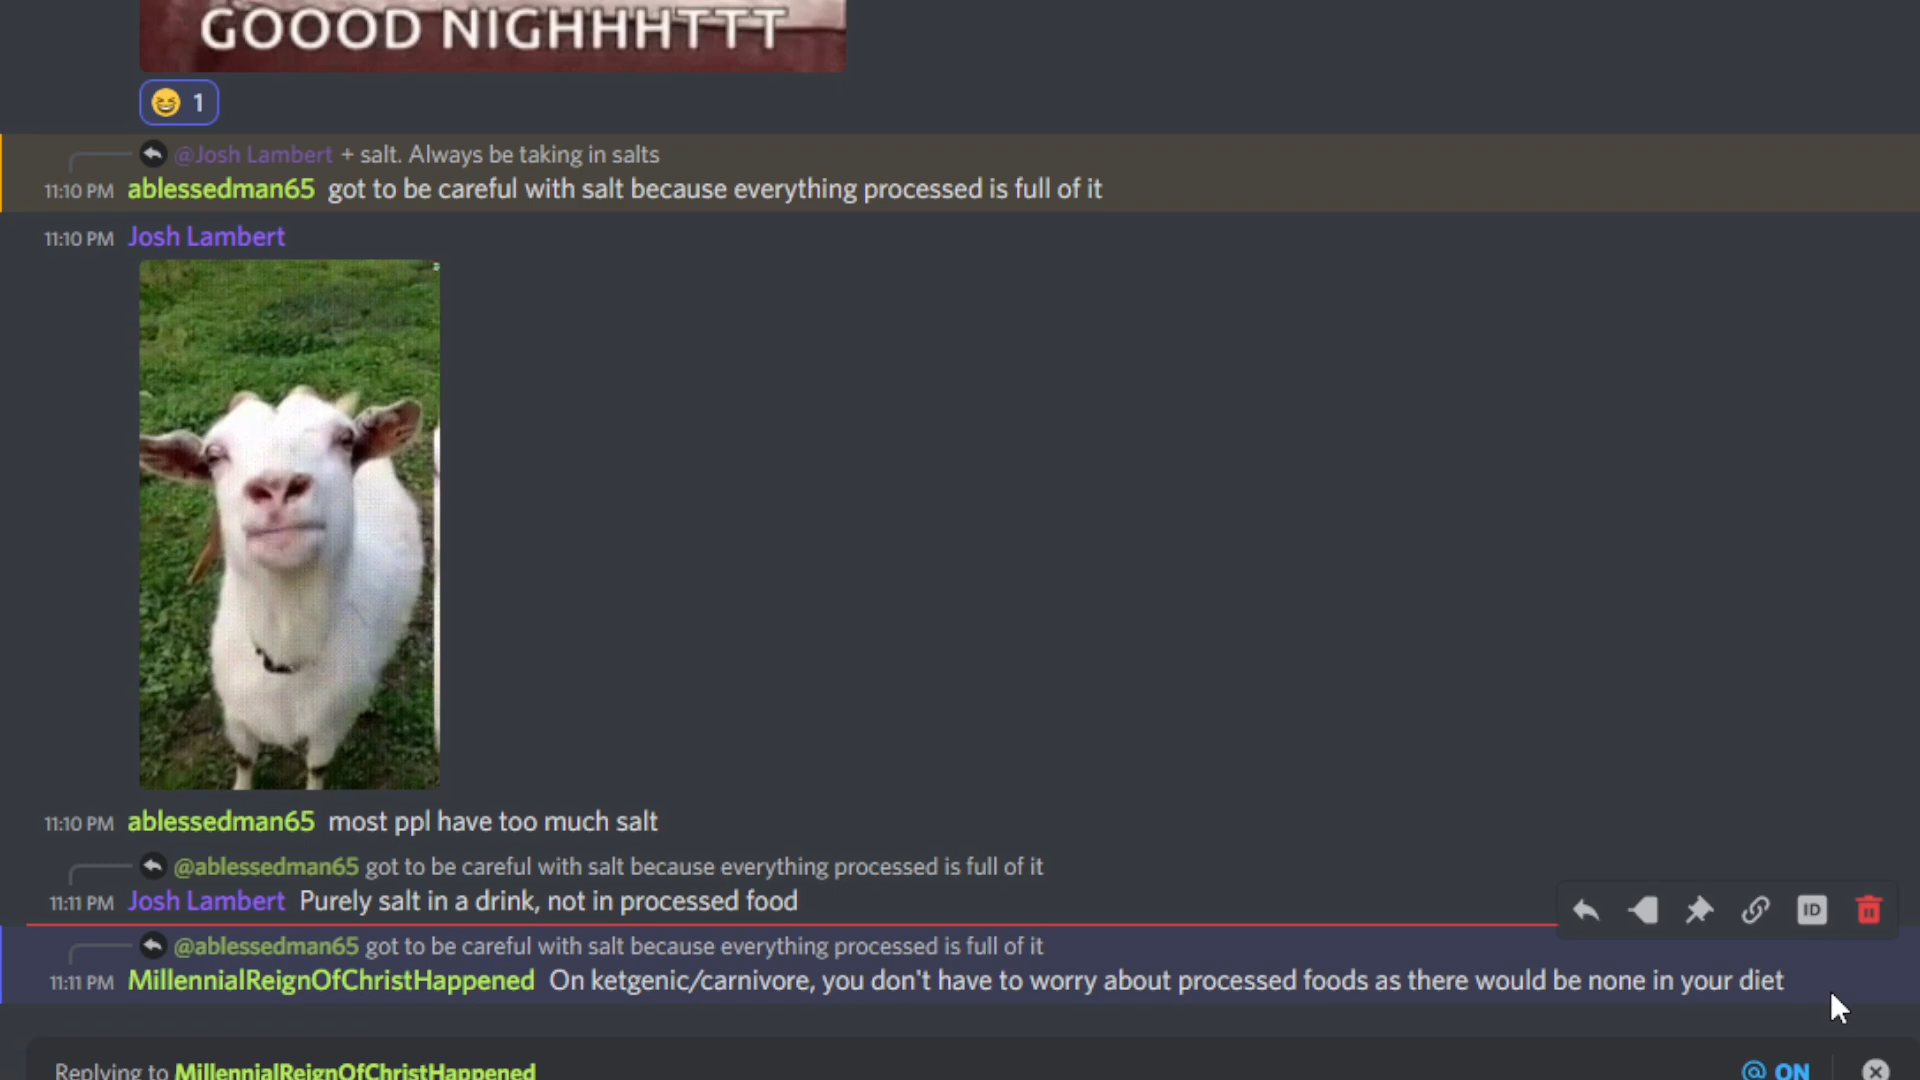 GOOOD NIGHHHTTT
1
@Josh Lambert + salt. Always be taking in salts
11:10 PM ablessedman65 got to be careful with salt because everything processed is full of it
11:10 PM Josh Lambert
11:10 PM ablessedman65 most ppl have too much salt
@ablessedman65 got to be careful with salt because everything processed is full of it
11:11 PM Josh Lambert Purely salt in a drink, not in processed food
ID
@ablessedman65 got to be careful with salt because everything processed is full of it
11:11 PM MillennialReignOfChristHappened On ketgenic/carnivore, you don't have to worry about processed foods as there would be none in your diet
Replying to MillennialReignOfChristHappened @ ON